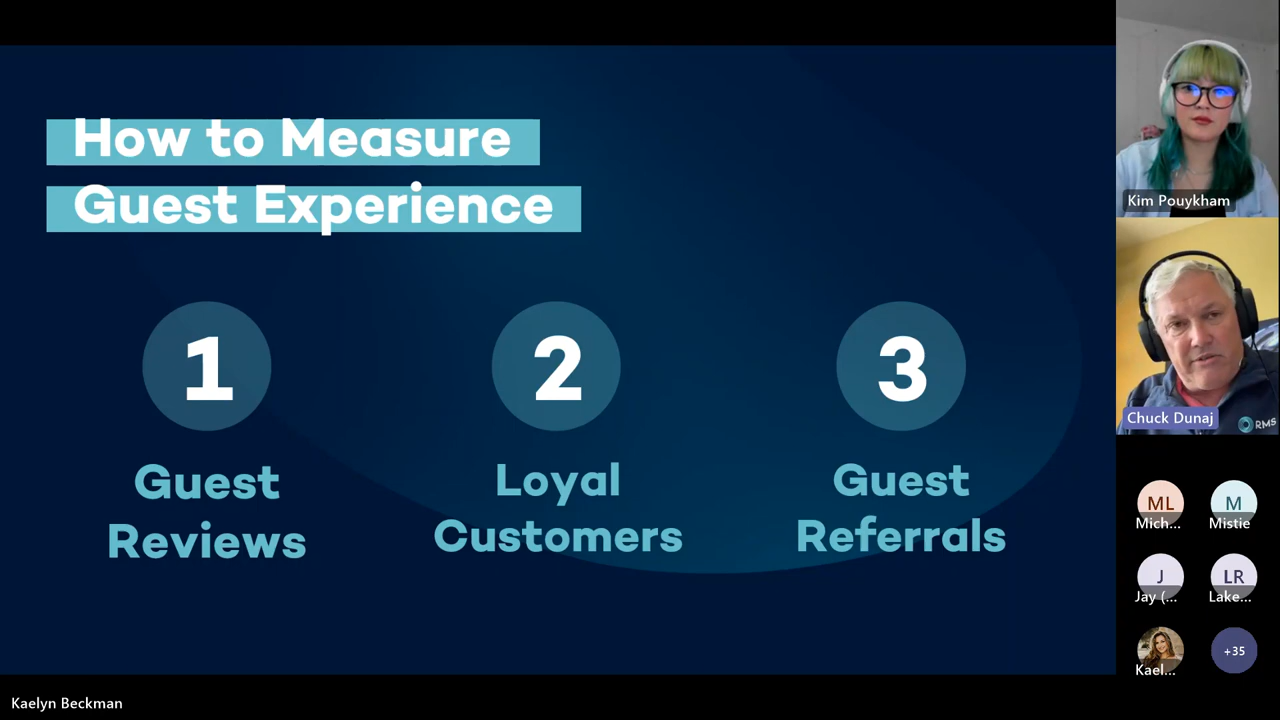 How to Measure
Guest Experience
1
2
3
Guest
Reviews
Loyal
Customers
Guest
Referrals
Kim Pouykham
Chuck Dunaj
RMS
ML
Mich...
M
Mistie
J
Jay (...
LR
Lake...
Kael...
+35
Kaelyn Beckman